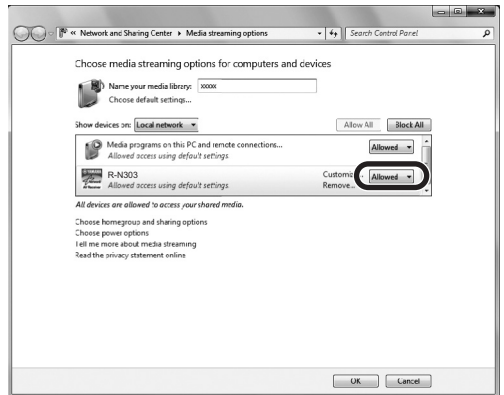 « Network and Sharing Center ▸ Media streaming options
Search Control Panel
Choose media streaming options for computers and devices
Name your media library: xxxxx
Choose default settings...
Show devices on: Local network
Allow All Block All
Media programs on this PC and remote connections...
Allowed access using default settings
Allowed
R-N303
Allowed access using default settings
Customize...
Remove...
Allowed
All devices are allowed to access your shared media.
Choose homegroup and sharing options
Choose power options
Tell me more about media streaming
Read the privacy statement online
OK Cancel